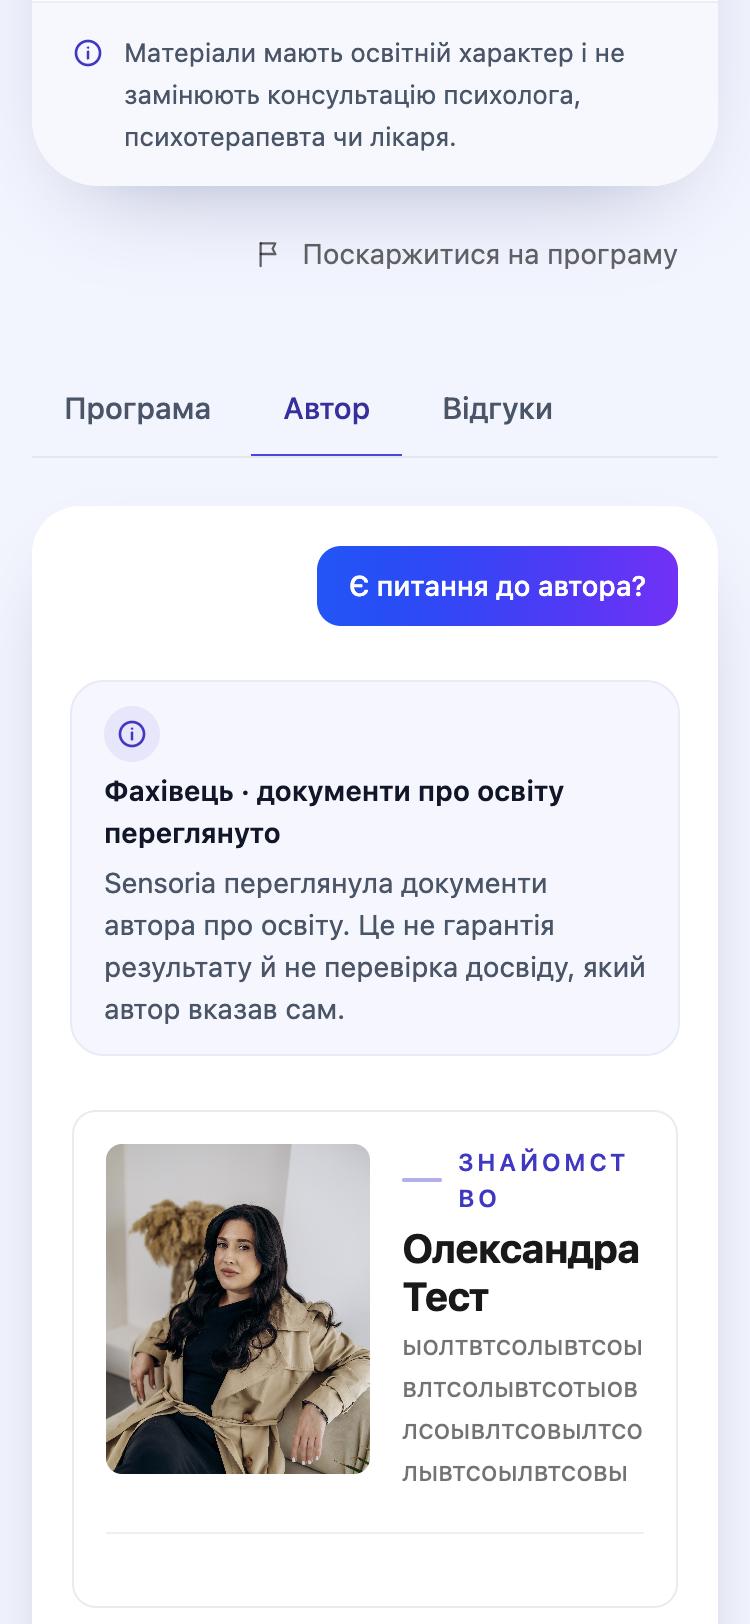 Матеріали мають освітній характер і не
замінюють консультацію психолога,
психотерапевта чи лікаря.
Поскаржитися на програму
Програма
Автор
Відгуки
Є питання до автора?
Фахівець · документи про освіту
переглянуто
Sensoria переглянула документи
автора про освіту. Це не гарантія
результату й не перевірка досвіду, який
автор вказав сам.
ЗНАЙОМСТ
ВО
Олександра
Тест
ыолтвтсолывтсоы
влтсолывтсотыов
лсоывлтсовылтсо
лывтсоылвтсовы